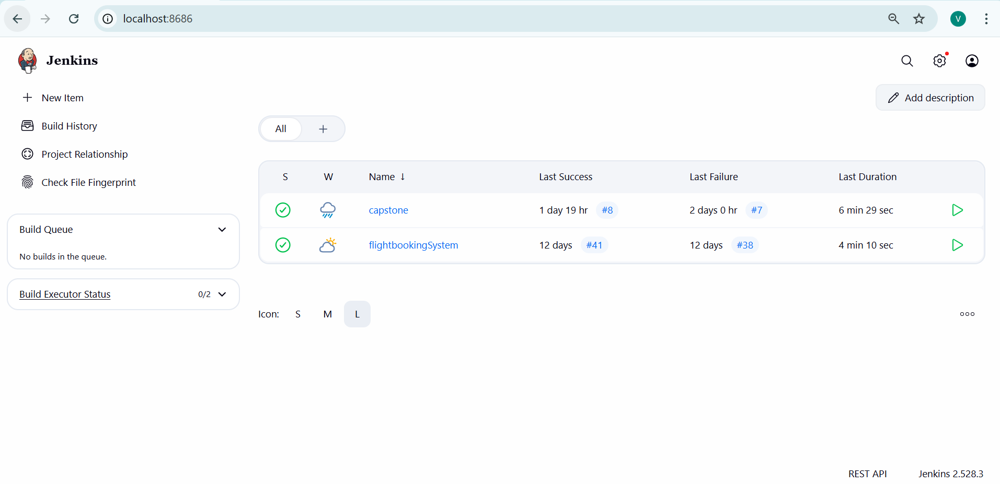 localhost:8686
V
Jenkins
New Item
Build History
Project Relationship
Check File Fingerprint
Build Queue
No builds in the queue.
Build Executor Status 0/2
Add description
All
S W Name ↓ Last Success Last Failure Last Duration
capstone 1 day 19 hr #8 2 days 0 hr #7 6 min 29 sec
flightbookingSystem 12 days #41 12 days #38 4 min 10 sec
Icon: S M L
REST API Jenkins 2.528.3